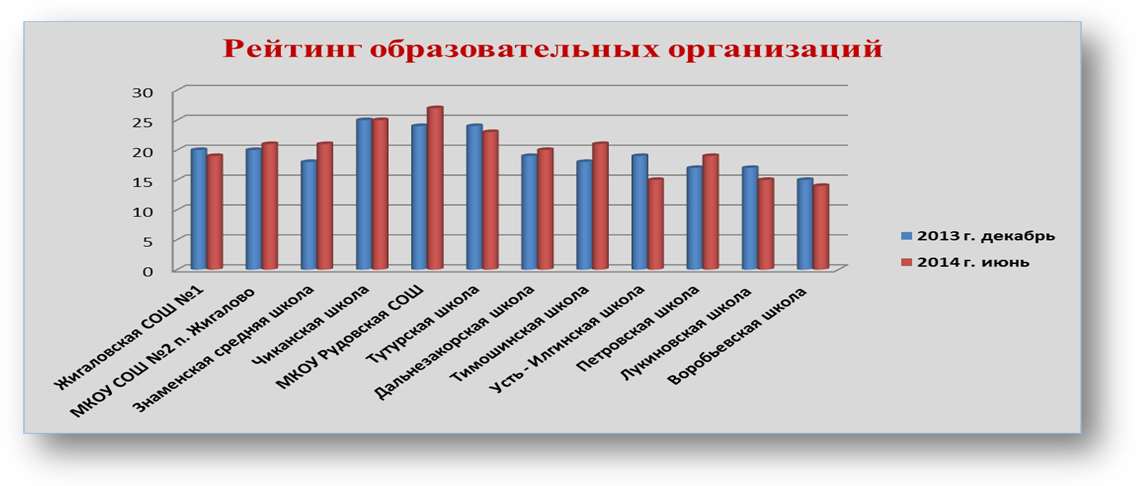 Рейтинг образовательных организаций
30
25
20
15
10
5
0
Жигаловская СОШ №1
МКОУ СОШ №2 п. Жигалово
Знаменская средняя школа
Чиканская школа
МКОУ Рудовская СОШ
Тутурская школа
Дальнезакорская школа
Тимошинская школа
Усть - Илгинская школа
Петровская школа
Лукиновская школа
Воробьевская школа
2013 г. декабрь
2014 г. июнь